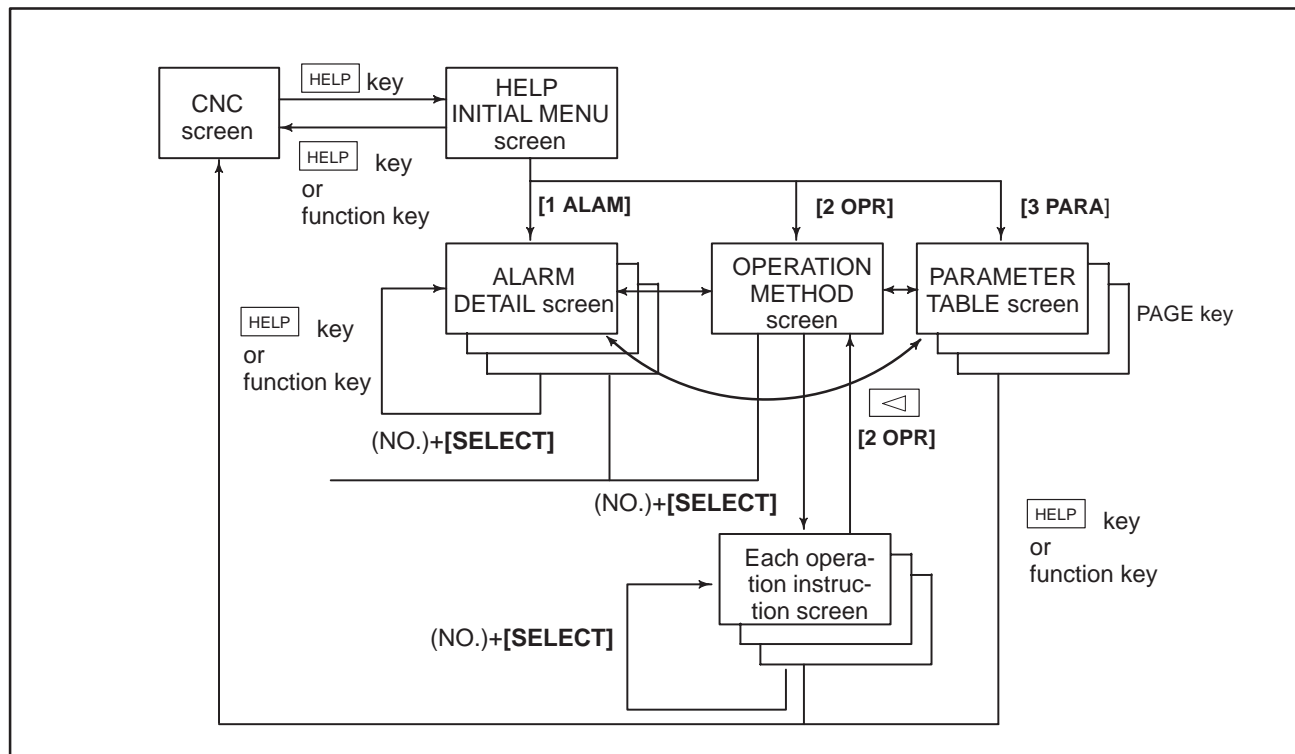 CNC
screen
HELP key
HELP
INITIAL MENU
screen
HELP key
or
function key
[1 ALAM]
[2 OPR]
[3 PARA]
ALARM
DETAIL screen
OPERATION
METHOD
screen
PARAMETER
TABLE screen
PAGE key
HELP key
or
function key
(NO.)+[SELECT]
[2 OPR]
(NO.)+[SELECT]
HELP key
or
function key
Each opera-
tion instruc-
tion screen
(NO.)+[SELECT]